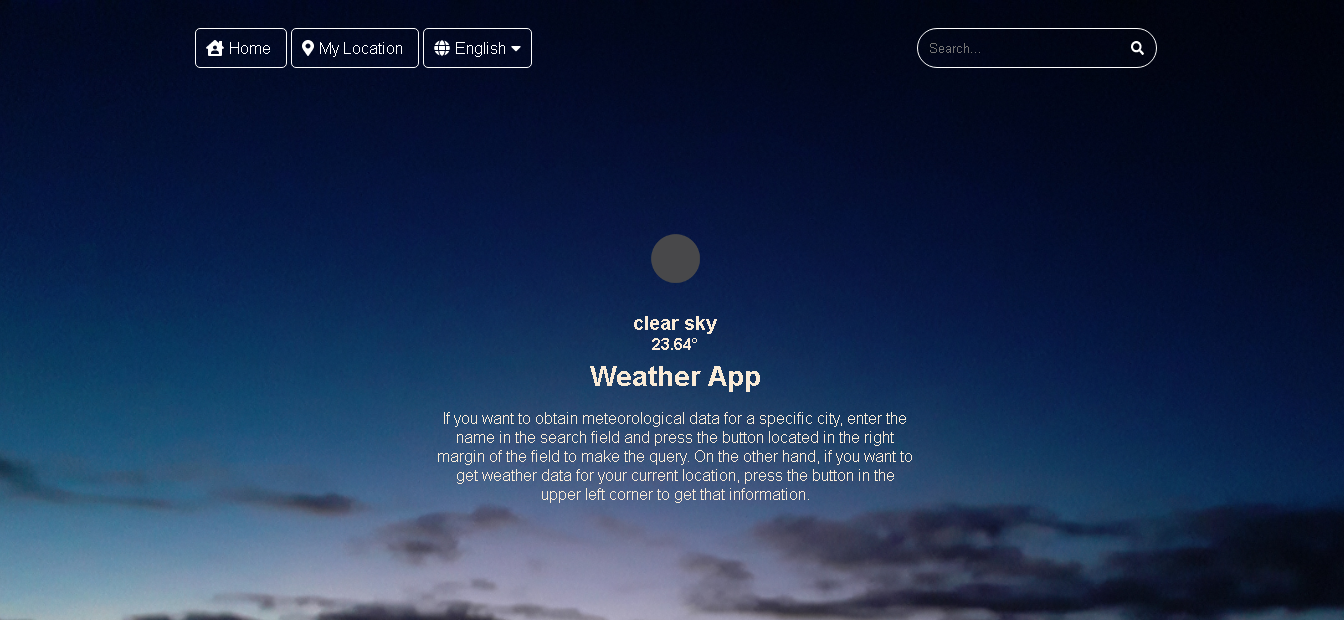 Home My Location English Search...
clear sky
23.64°
Weather App
If you want to obtain meteorological data for a specific city, enter the
name in the search field and press the button located in the right
margin of the field to make the query. On the other hand, if you want to
get weather data for your current location, press the button in the
upper left corner to get that information.